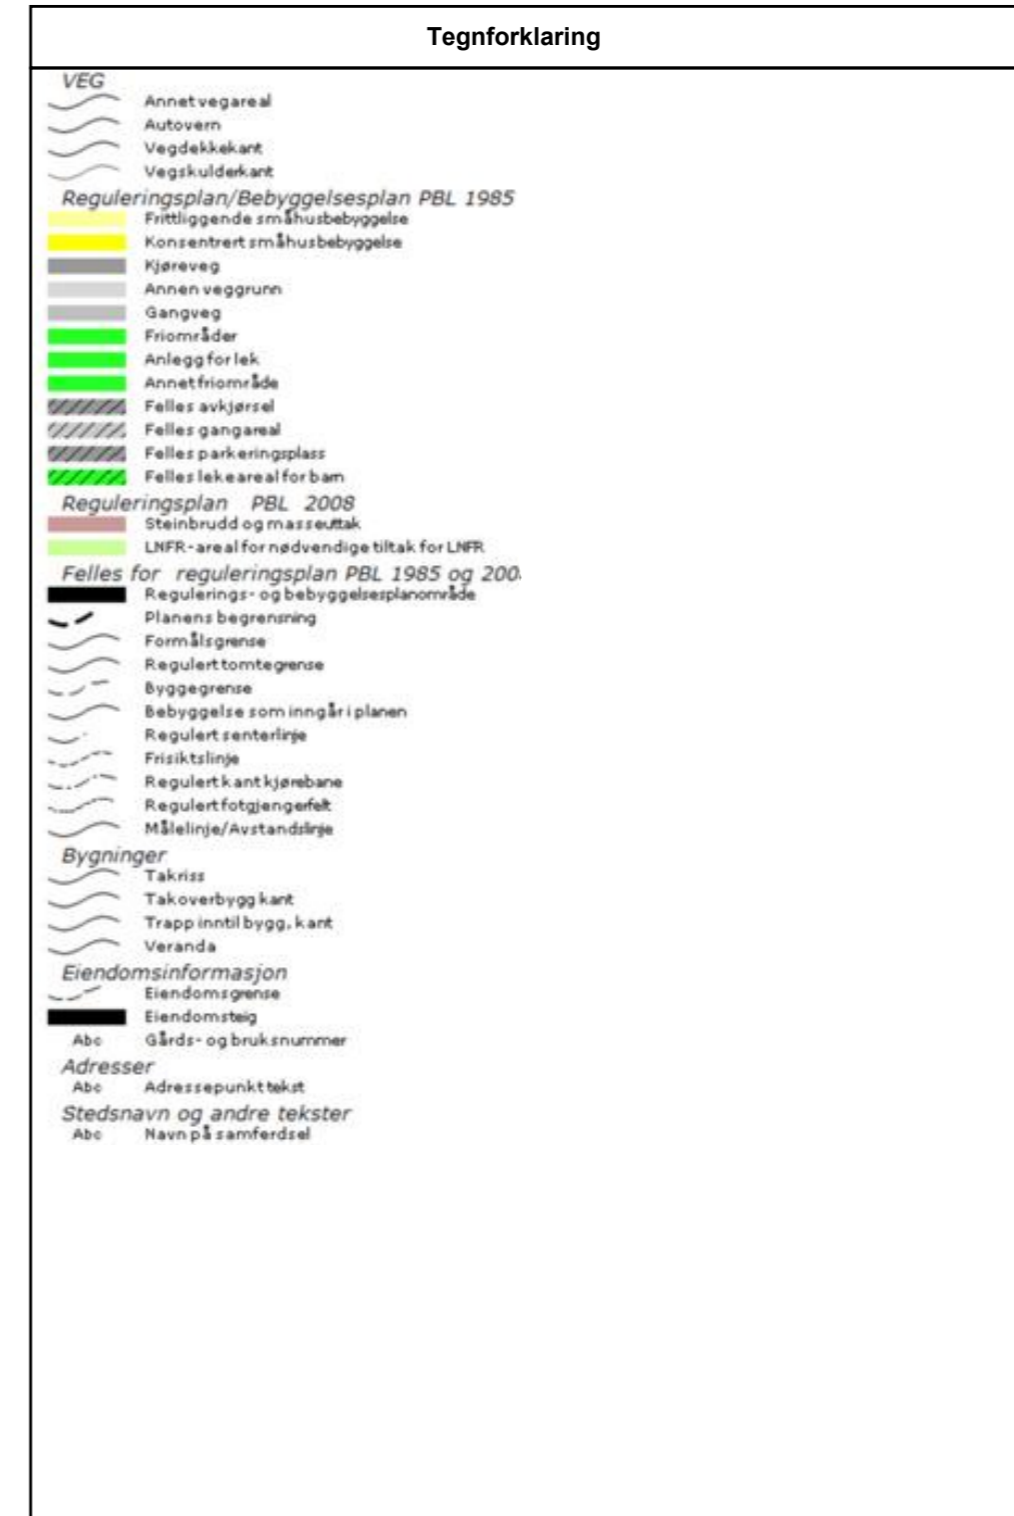 Tegnforklaring
VEG
Annet vegareal
Autovern
Vegdekkekant
Vegskulderkant
Reguleringsplan/Bebyggelsesplan PBL 1985
Frittliggende småhusbebyggelse
Konsentrert småhusbebyggelse
Kjøreveg
Annen veggrunn
Gangveg
Friområder
Anlegg for lek
Annet friområde
Felles avkjørsel
Felles gangareal
Felles parkeringsplass
Felles lekeareal for barn
Reguleringsplan PBL 2008
Steinbrudd og masseuttak
LNFR-areal for nødvendige tiltak for LNFR
Felles for reguleringsplan PBL 1985 og 200
Regulerings- og bebyggelsesplanområde
Planens begrensning
Formålsgrense
Regulert tomtegrense
Byggegrense
Bebyggelse som inngår i planen
Regulert senterlinje
Frisiktslinje
Regulert kant kjørebane
Regulert fotgjengerfelt
Målelinje/Avstandslinje
Bygninger
Takriss
Takoverbygg kant
Trapp inntil bygg, kant
Veranda
Eiendomsinformasjon
Eiendomsgrense
Eiendomsteig
Abc Gårds- og bruksnummer
Adresser
Abc Adressepunkt tekst
Stedsnavn og andre tekster
Abc Navn på samferdsel